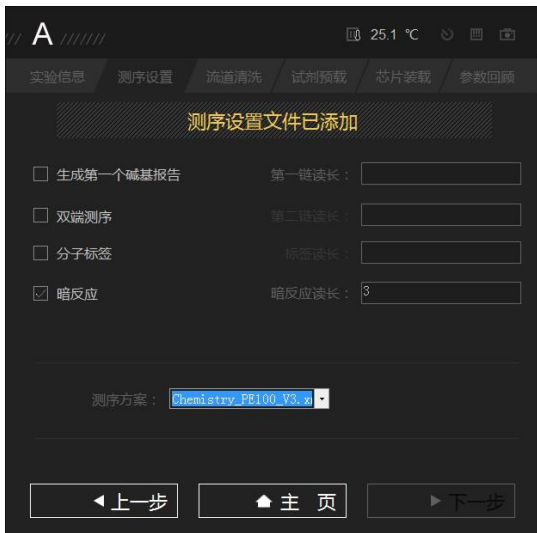 A
25.1 ℃
实验信息 测序设置 流道清洗 试剂预载 芯片装载 参数回顾
测序设置文件已添加
生成第一个碱基报告 第一链读长：
双端测序 第二链读长：
分子标签 标签读长：
暗反应 暗反应读长： 3
测序方案： Chemistry_PE100_V3.x
上一步 主 页 下一步